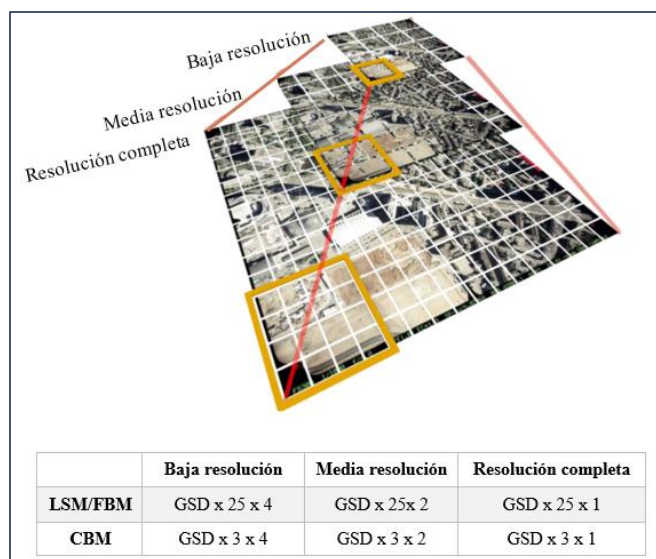 Baja resolución
Media resolución
Resolución completa
Baja resolución Media resolución Resolución completa
LSM/FBM GSD x 25 x 4 GSD x 25x 2 GSD x 25 x 1
CBM GSD x 3 x 4 GSD x 3 x 2 GSD x 3 x 1